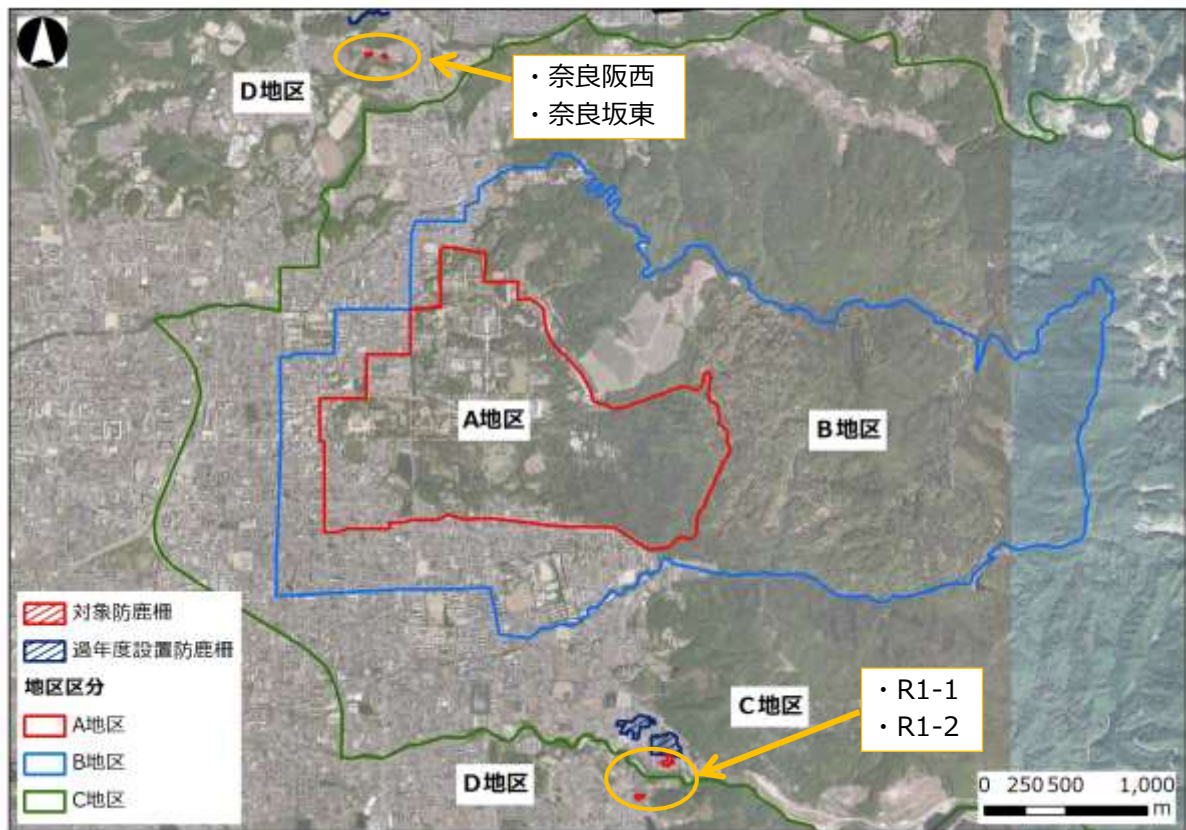 ・奈良阪西
・奈良坂東
D地区
A地区
B地区
C地区
・R1-1
・R1-2
D地区
対象防鹿柵
過年度設置防鹿柵
地区区分
A地区
B地区
C地区
0 250 500 1,000
m